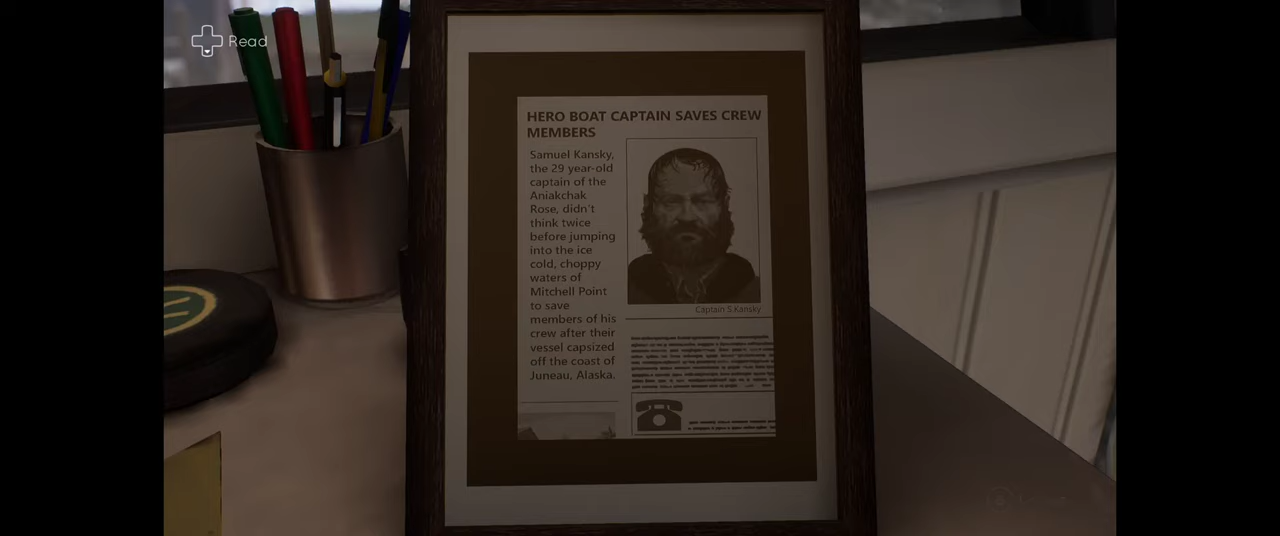 Read
HERO BOAT CAPTAIN SAVES CREW
MEMBERS
Samuel Kansky,
the 29 year-old
captain of the
Aniakchak
Rose, didn't
think twice
before jumping
into the ice
cold, choppy
waters of
Mitchell Point
to save
members of his
crew after their
vessel capsized
off the coast of
Juneau, Alaska.
Captain S Kansky